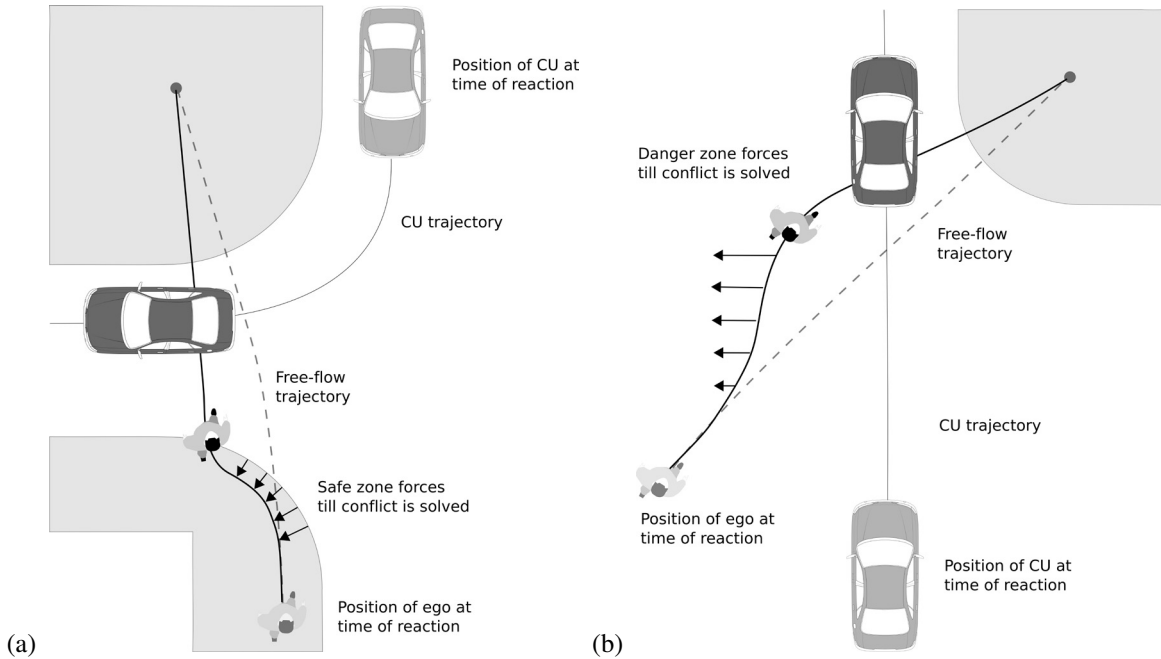 Position of CU at
time of reaction
CU trajectory
Free-flow
trajectory
Safe zone forces
till conflict is solved
Position of ego at
time of reaction
(a)
Danger zone forces
till conflict is solved
Free-flow
trajectory
CU trajectory
Position of ego at
time of reaction
Position of CU at
time of reaction
(b)